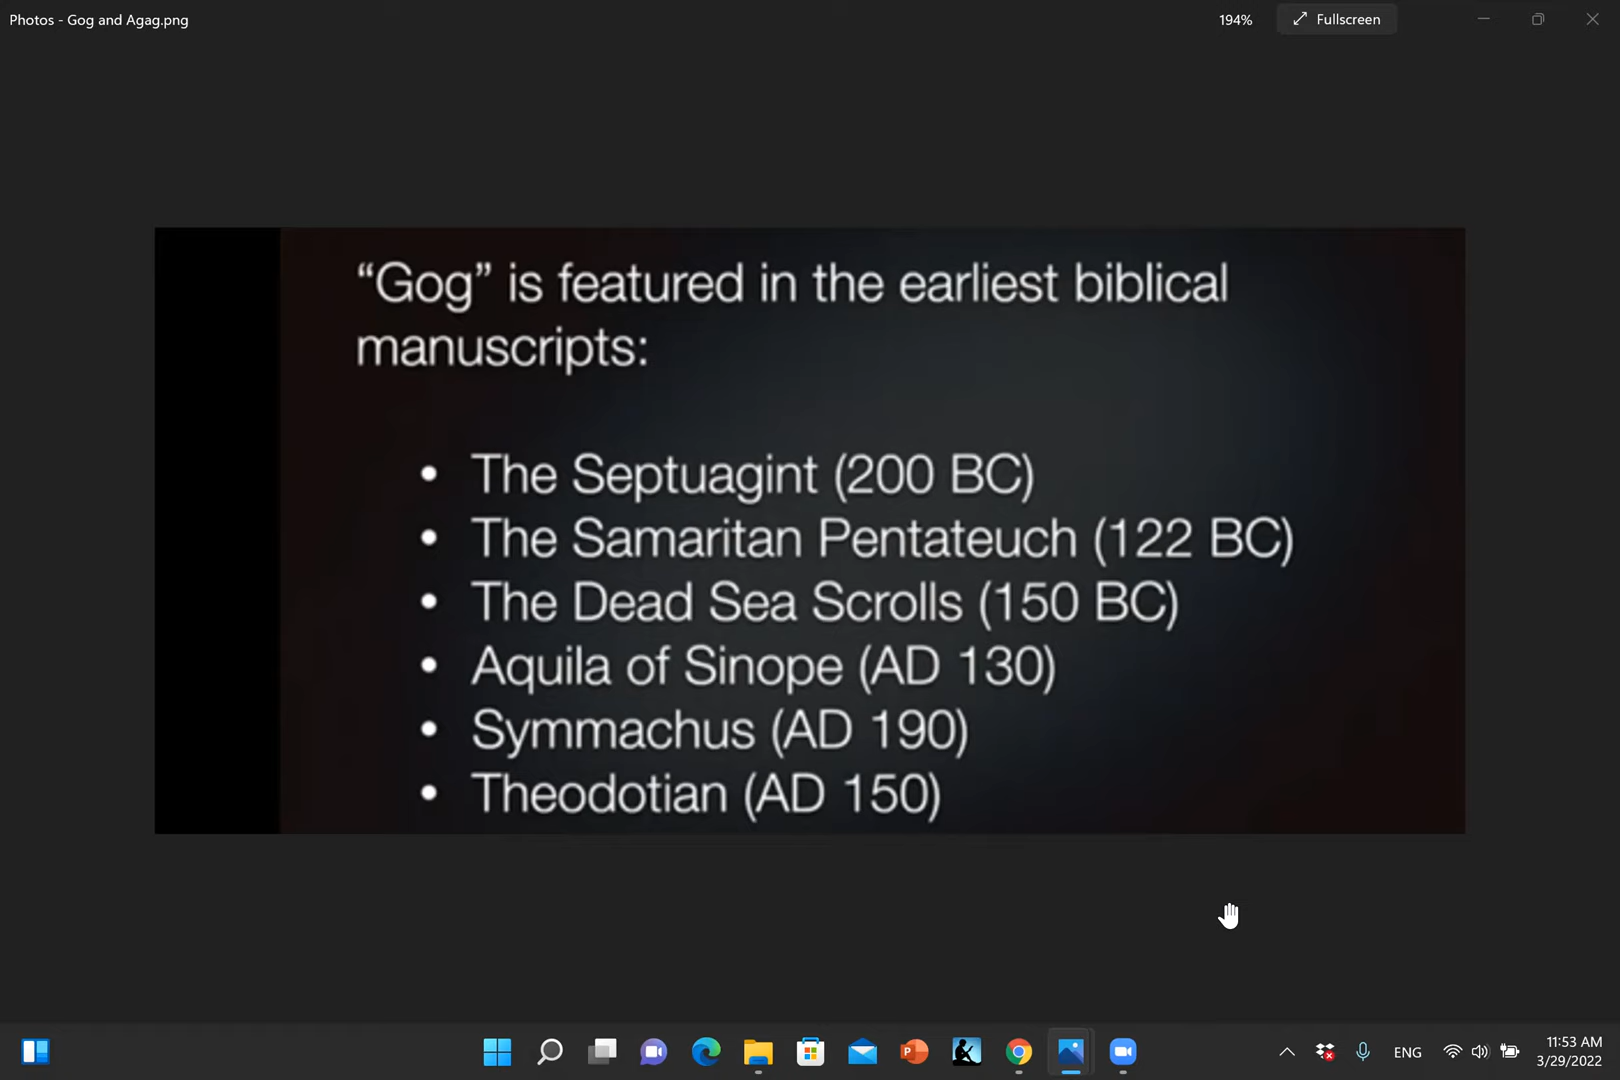 Photos - Gog and Agag.png
194%
Fullscreen
“Gog” is featured in the earliest biblical
manuscripts:
• The Septuagint (200 BC)
• The Samaritan Pentateuch (122 BC)
• The Dead Sea Scrolls (150 BC)
• Aquila of Sinope (AD 130)
• Symmachus (AD 190)
• Theodotian (AD 150)
ENG
11:53 AM
3/29/2022